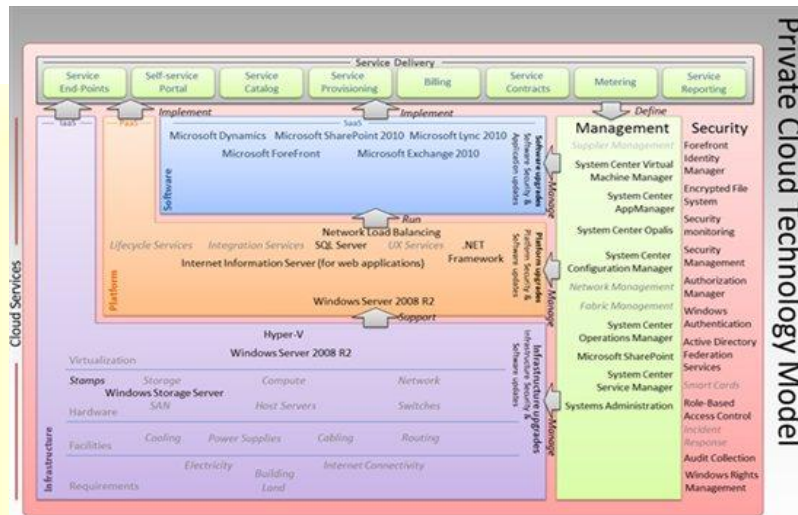 Private Cloud Technology Model
Service Delivery
Service
End-Points
Self-service
Portal
Service
Catalog
Service
Provisioning
Billing
Service
Contracts
Metering
Service
Reporting
Implement
Implement
Define
IaaS
PaaS
SaaS
Microsoft Dynamics
Microsoft SharePoint 2010
Microsoft Lync 2010
Microsoft ForeFront
Microsoft Exchange 2010
Software
Software upgrades
Software Security &
Application updates
Manage
Run
Network Load Balancing
Lifecycle Services
Integration Services
SQL Server
UX Services
.NET
Framework
Internet Information Server (for web applications)
Windows Server 2008 R2
Platform
Platform upgrades
Platform Security &
Software updates
Manage
Support
Hyper-V
Windows Server 2008 R2
Virtualization
Stamps
Storage
Compute
Network
Windows Storage Server
Hardware
SAN
Host Servers
Switches
Facilities
Cooling
Power Supplies
Cabling
Routing
Electricity
Building
Land
Internet Connectivity
Requirements
Infrastructure
Infrastructure upgrades
Infrastructure Security &
Software updates
Manage
Cloud Services
Management
Supplier Management
System Center Virtual
Machine Manager
System Center
AppManager
System Center Opalis
System Center
Configuration Manager
Network Management
Fabric Management
System Center
Operations Manager
Microsoft SharePoint
System Center
Service Manager
Systems Administration
Security
Forefront
Identity
Manager
Encrypted File
System
Security
monitoring
Security
Management
Authorization
Manager
Windows
Authentication
Active Directory
Federation
Services
Smart Cards
Role-Based
Access Control
Incident
Response
Audit Collection
Windows Rights
Management